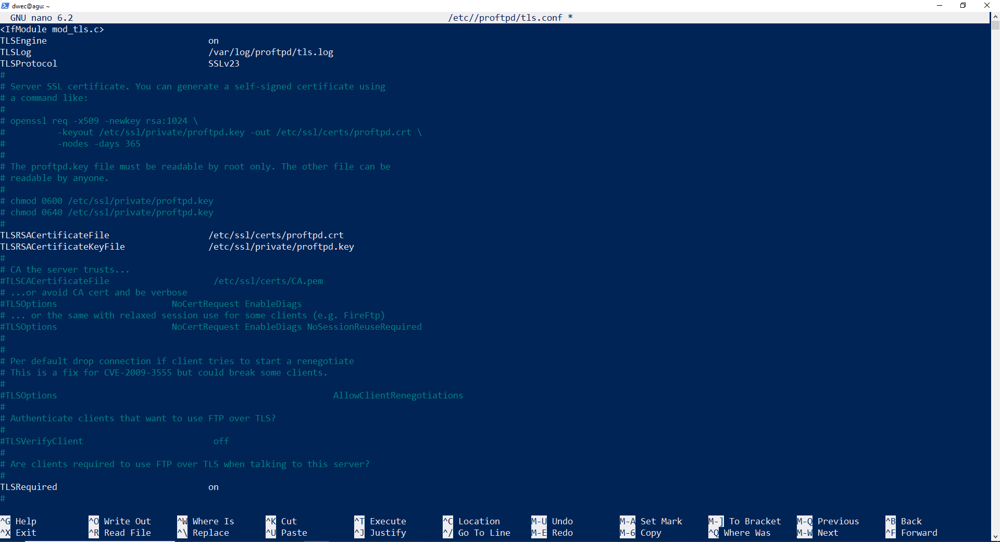 dwec@agu: ~
GNU nano 6.2 /etc//proftpd/tls.conf *
<IfModule mod_tls.c>
TLSEngine on
TLSLog /var/log/proftpd/tls.log
TLSProtocol SSLv23
#
# Server SSL certificate. You can generate a self-signed certificate using
# a command like:
#
# openssl req -x509 -newkey rsa:1024 \
# -keyout /etc/ssl/private/proftpd.key -out /etc/ssl/certs/proftpd.crt \
# -nodes -days 365
#
# The proftpd.key file must be readable by root only. The other file can be
# readable by anyone.
#
# chmod 0600 /etc/ssl/private/proftpd.key
# chmod 0640 /etc/ssl/private/proftpd.key
#
TLSRSACertificateFile /etc/ssl/certs/proftpd.crt
TLSRSACertificateKeyFile /etc/ssl/private/proftpd.key
#
# CA the server trusts...
#TLSCACertificateFile /etc/ssl/certs/CA.pem
# ...or avoid CA cert and be verbose
#TLSOptions NoCertRequest EnableDiags
# ... or the same with relaxed session use for some clients (e.g. FireFtp)
#TLSOptions NoCertRequest EnableDiags NoSessionReuseRequired
#
#
# Per default drop connection if client tries to start a renegotiate
# This is a fix for CVE-2009-3555 but could break some clients.
#
#TLSOptions AllowClientRenegotiations
#
# Authenticate clients that want to use FTP over TLS?
#
#TLSVerifyClient off
#
# Are clients required to use FTP over TLS when talking to this server?
#
TLSRequired on
#
^G Help ^O Write Out ^W Where Is ^K Cut ^T Execute ^C Location M-U Undo M-A Set Mark M-] To Bracket M-Q Previous ^B Back
^X Exit ^R Read File ^\ Replace ^U Paste ^J Justify ^/ Go To Line M-E Redo M-6 Copy ^Q Where Was M-W Next ^F Forward